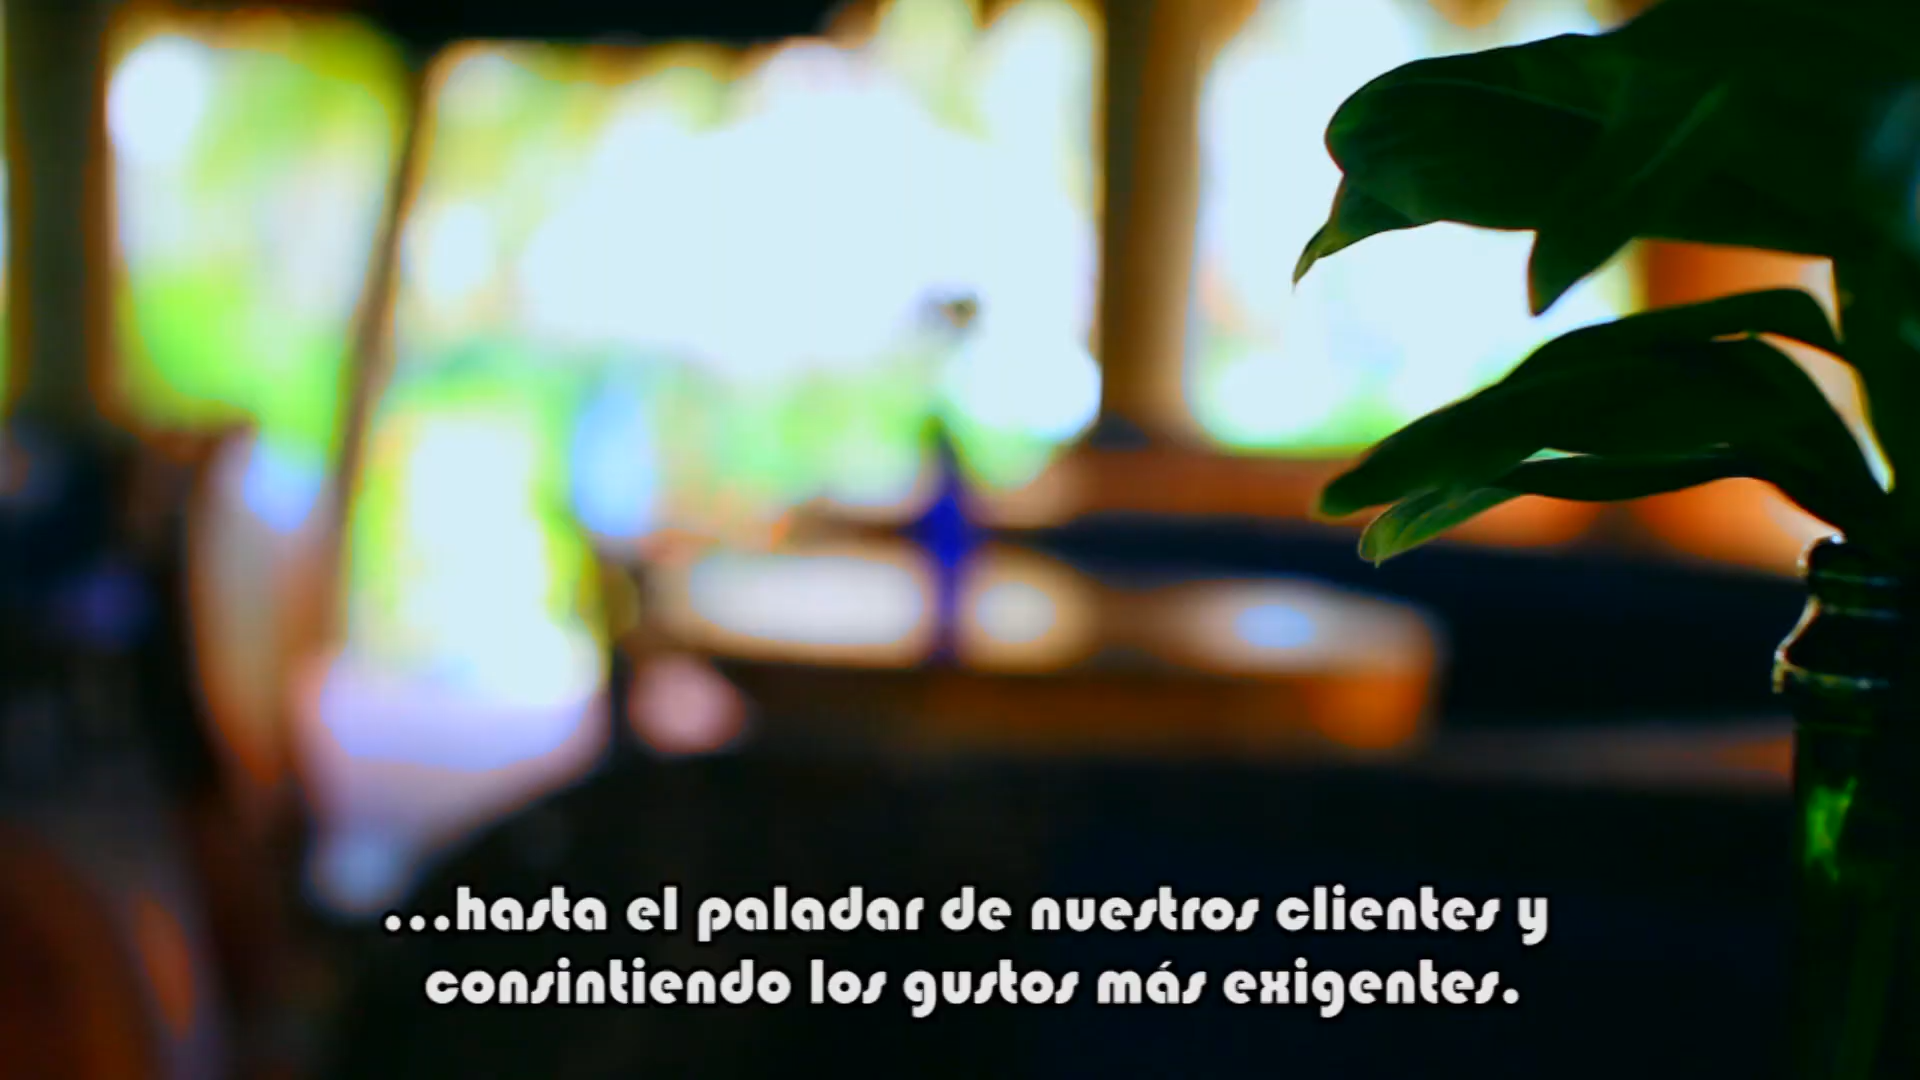 ...hasta el paladar de nuestros clientes y
consintiendo los gustos más exigentes.